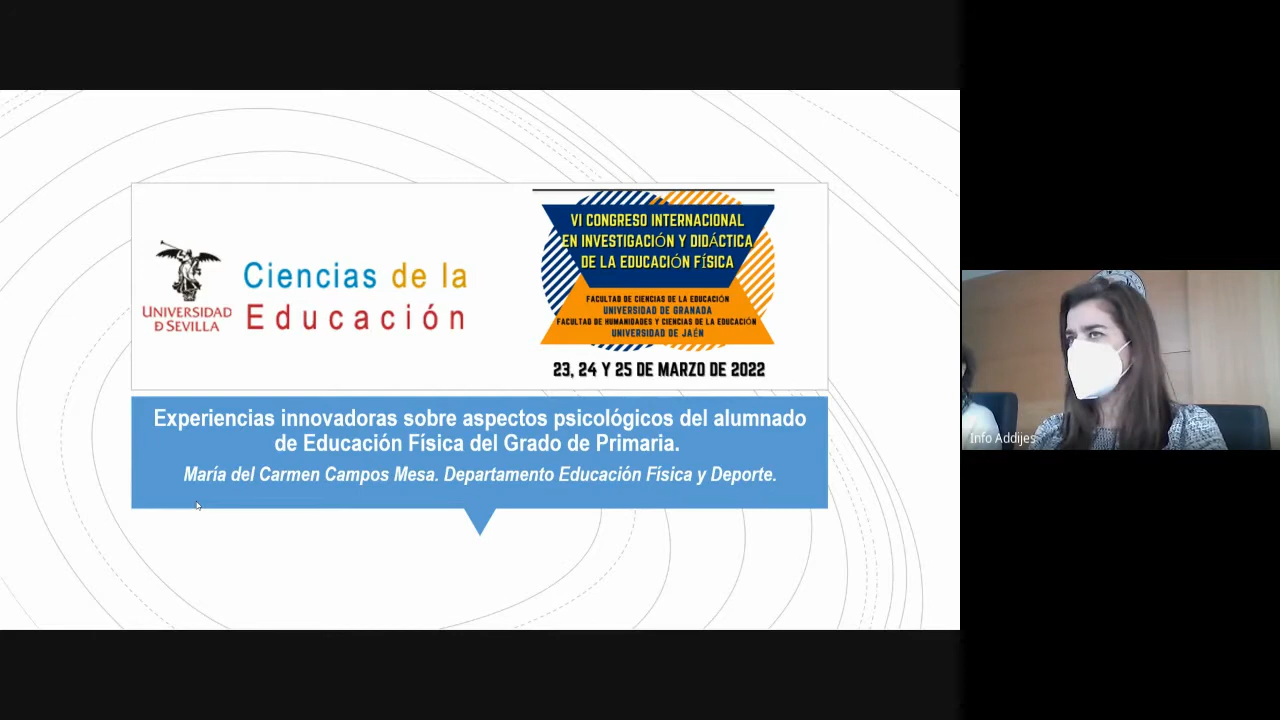 UNIVERSIDAD
D SEVILLA
Ciencias de la
Educación
VI CONGRESO INTERNACIONAL
EN INVESTIGACIÓN Y DIDÁCTICA
DE LA EDUCACIÓN FÍSICA
FACULTAD DE CIENCIAS DE LA EDUCACIÓN
UNIVERSIDAD DE GRANADA
FACULTAD DE HUMANIDADES Y CIENCIAS DE LA EDUCACIÓN
UNIVERSIDAD DE JAÉN
23, 24 Y 25 DE MARZO DE 2022
Experiencias innovadoras sobre aspectos psicológicos del alumnado
de Educación Física del Grado de Primaria.
María del Carmen Campos Mesa. Departamento Educación Física y Deporte.
Info Addijes